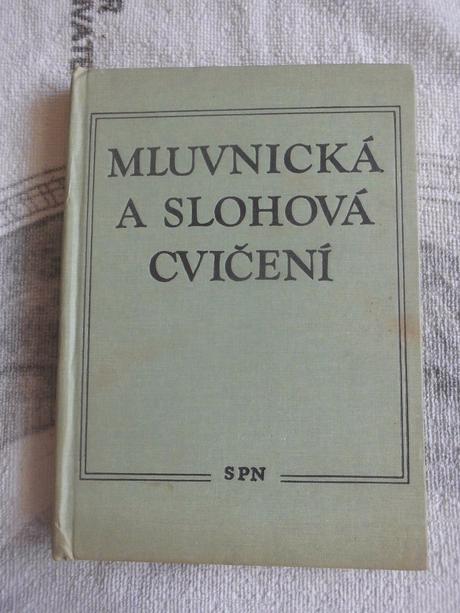 MLUVNICKÁ
A SLOHOVÁ
CVIČENÍ
SPN